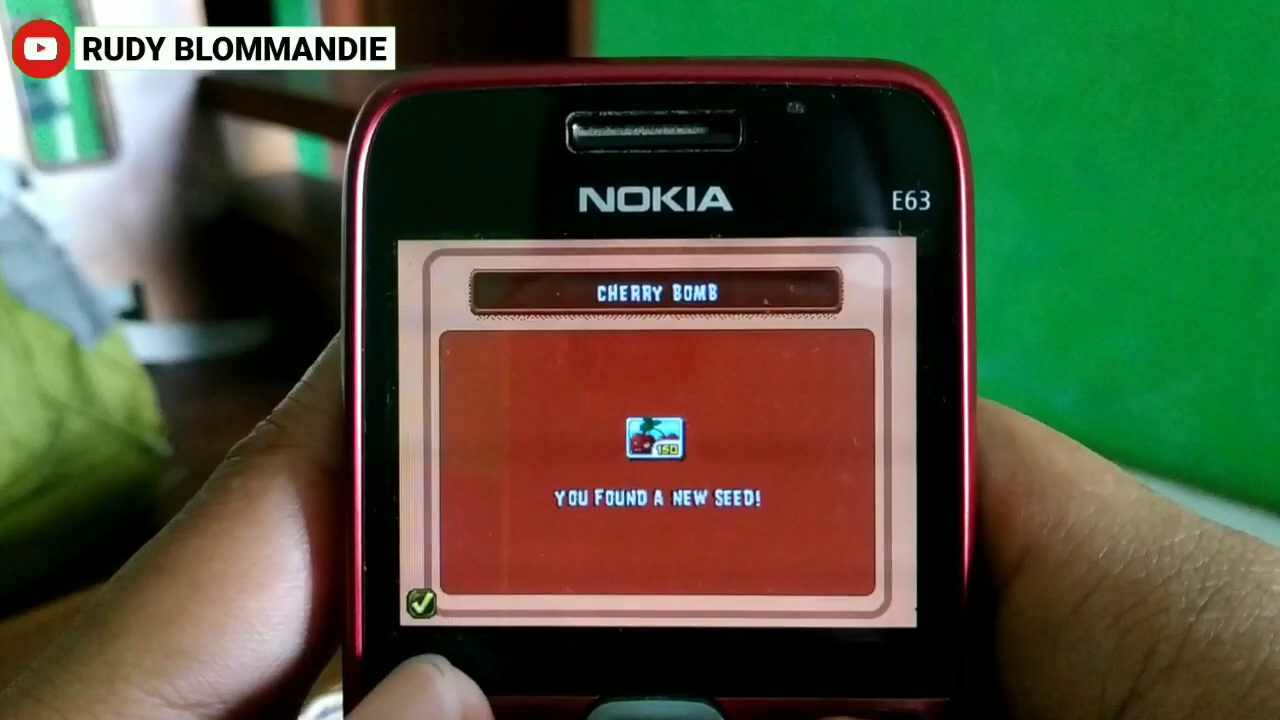 RUDY BLOMMANDIE
NOKIA
E63
CHERRY BOMB
150
YOU FOUND A NEW SEED!